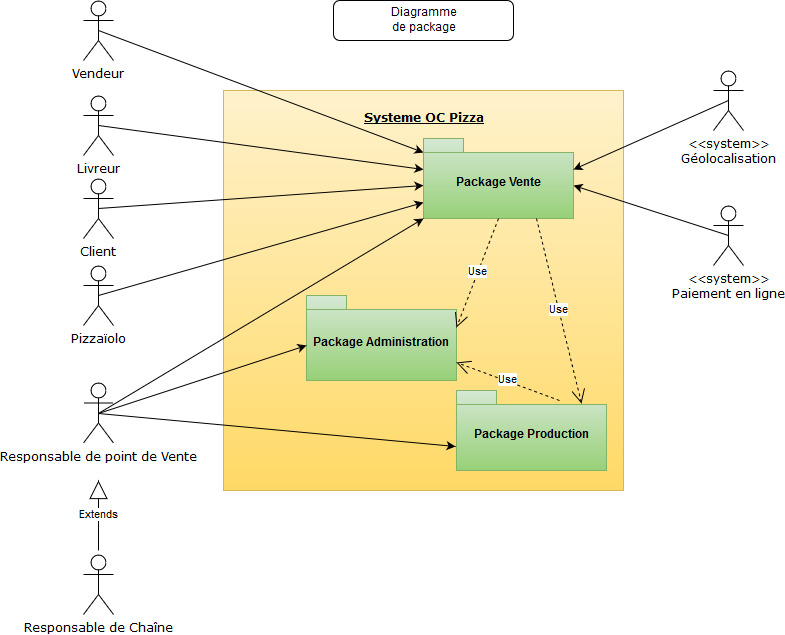 Diagramme
de package
Vendeur
Systeme OC Pizza
<<system>>
Géolocalisation
Livreur
Package Vente
Client
Use
<<system>>
Paiement en ligne
Use
Pizzaïolo
Package Administration
Use
Package Production
Responsable de point de Vente
Extends
Responsable de Chaîne